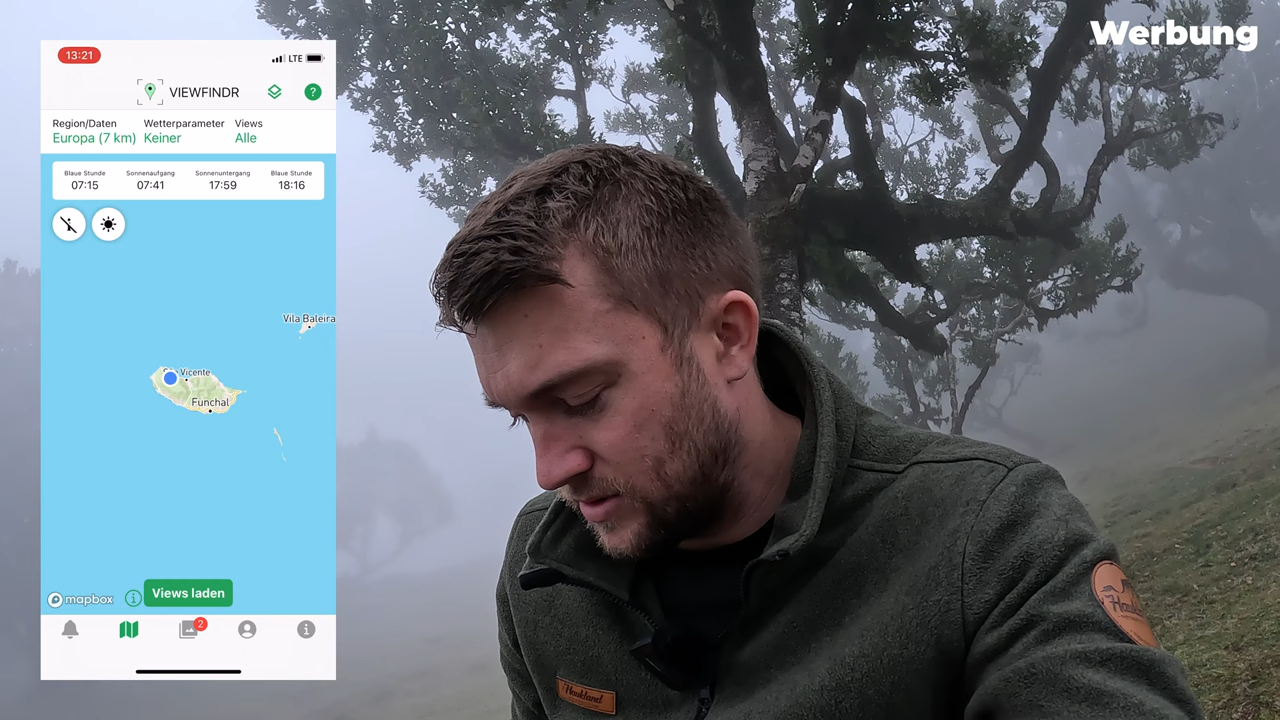 Werbung
13:21
LTE
VIEWFINDR
?
Region/Daten Wetterparameter Views
Europa (7 km) Keiner Alle
Blaue Stunde Sonnenaufgang Sonnenuntergang Blaue Stunde
07:15 07:41 17:59 18:16
Vila Baleira
Vicente
Funchal
mapbox
Views laden
2
Haukland